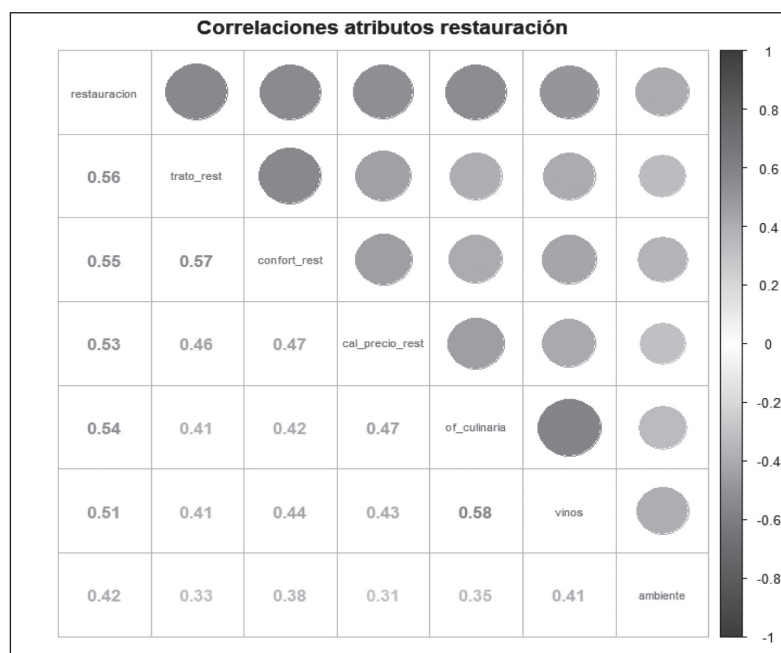 Correlaciones atributos restauración
restauracion
0.56 trato_rest
0.55 0.57 confort_rest
0.53 0.46 0.47 cal_precio_rest
0.54 0.41 0.42 0.47 of_culinaria
0.51 0.41 0.44 0.43 0.58 vinos
0.42 0.33 0.38 0.31 0.35 0.41 ambiente
1
0.8
0.6
0.4
0.2
0
-0.2
-0.4
-0.6
-0.8
-1